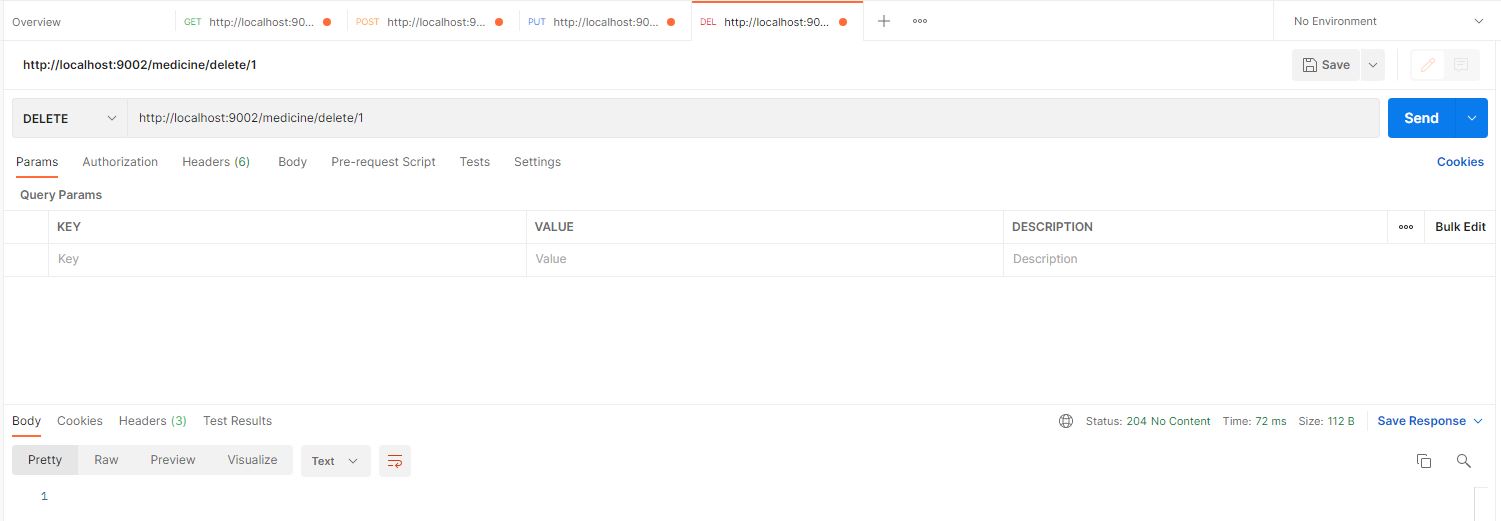 Overview GET http://localhost:90... POST http://localhost:9... PUT http://localhost:90... DEL http://localhost:90... No Environment
http://localhost:9002/medicine/delete/1 Save
DELETE http://localhost:9002/medicine/delete/1 Send
Params Authorization Headers (6) Body Pre-request Script Tests Settings Cookies
Query Params
KEY VALUE DESCRIPTION Bulk Edit
Key Value Description
Body Cookies Headers (3) Test Results Status: 204 No Content Time: 72 ms Size: 112 B Save Response
Pretty Raw Preview Visualize Text
1